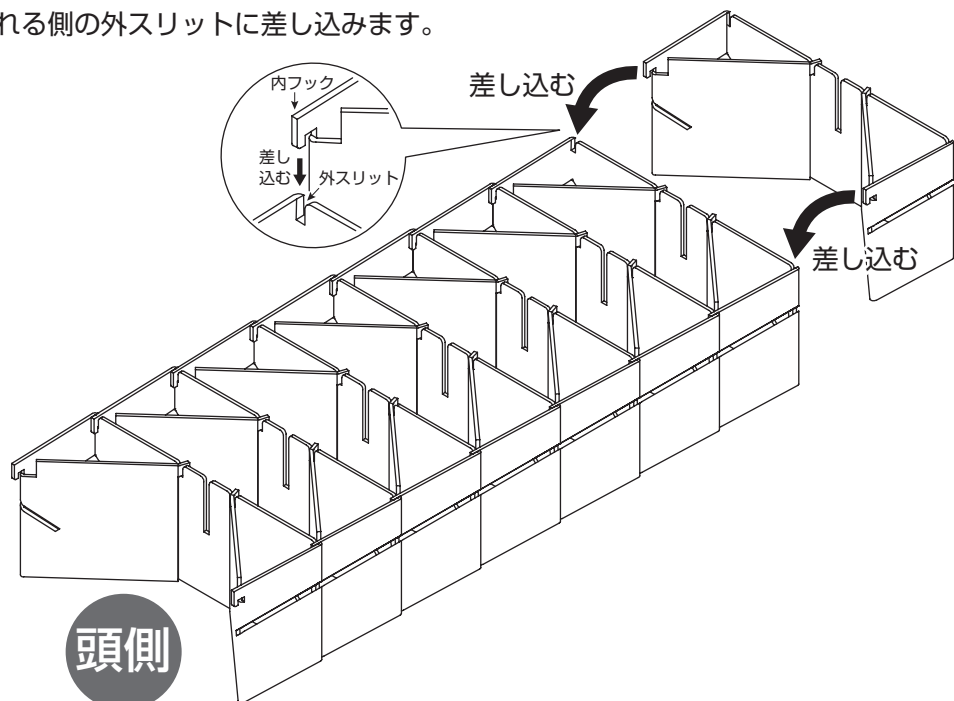 れる側の外スリットに差し込みます。
差し込む
内フック
差し
込む
外スリット
差し込む
頭側